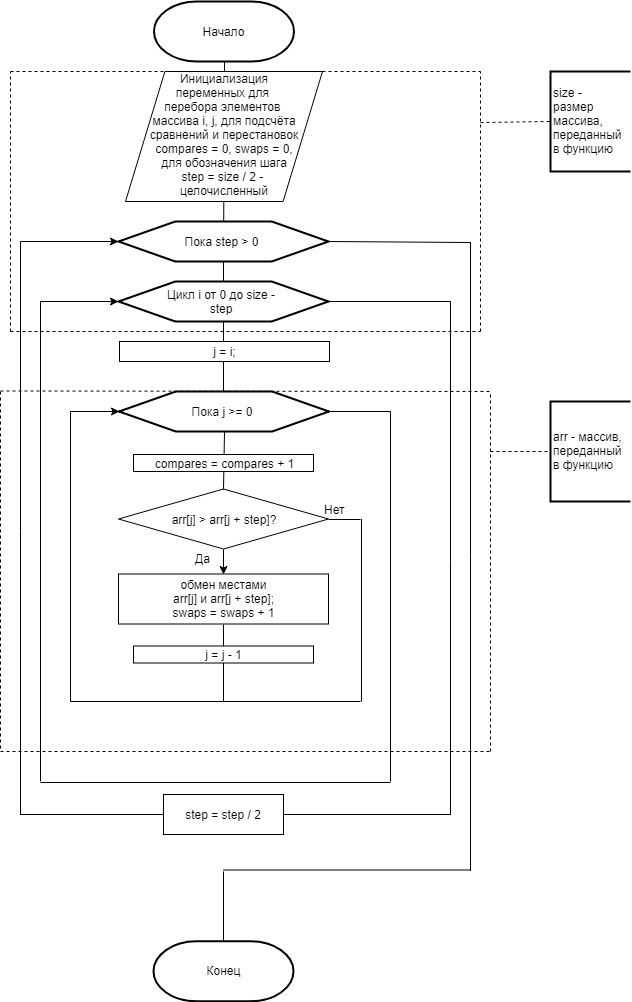 Начало
Инициализация
переменных для
перебора элементов
массива i, j, для подсчёта
сравнений и перестановок
compares = 0, swaps = 0,
для обозначения шага
step = size / 2 -
целочисленный
size -
размер
массива,
переданный
в функцию
Пока step > 0
Цикл i от 0 до size -
step
j = i;
Пока j >= 0
arr - массив,
переданный
в функцию
compares = compares + 1
arr[j] > arr[j + step]?
Нет
Да
обмен местами
arr[j] и arr[j + step];
swaps = swaps + 1
j = j - 1
step = step / 2
Конец